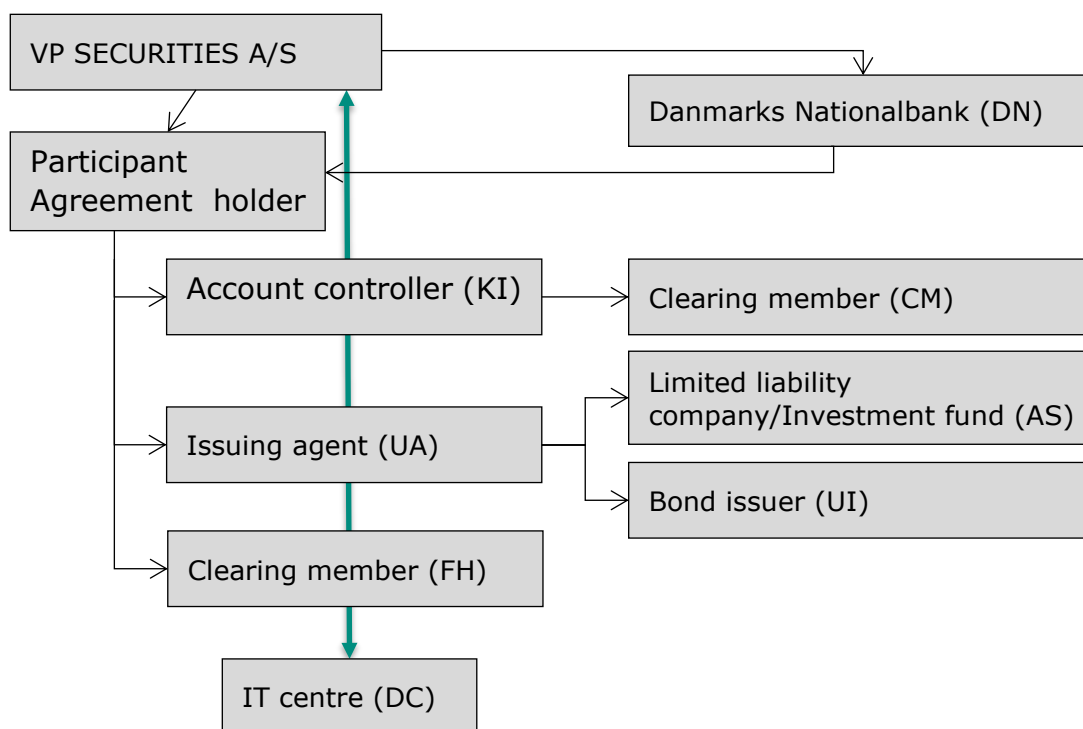 VP SECURITIES A/S
Danmarks Nationalbank (DN)
Participant
Agreement holder
Account controller (KI)
Clearing member (CM)
Limited liability
company/Investment fund (AS)
Issuing agent (UA)
Bond issuer (UI)
Clearing member (FH)
IT centre (DC)